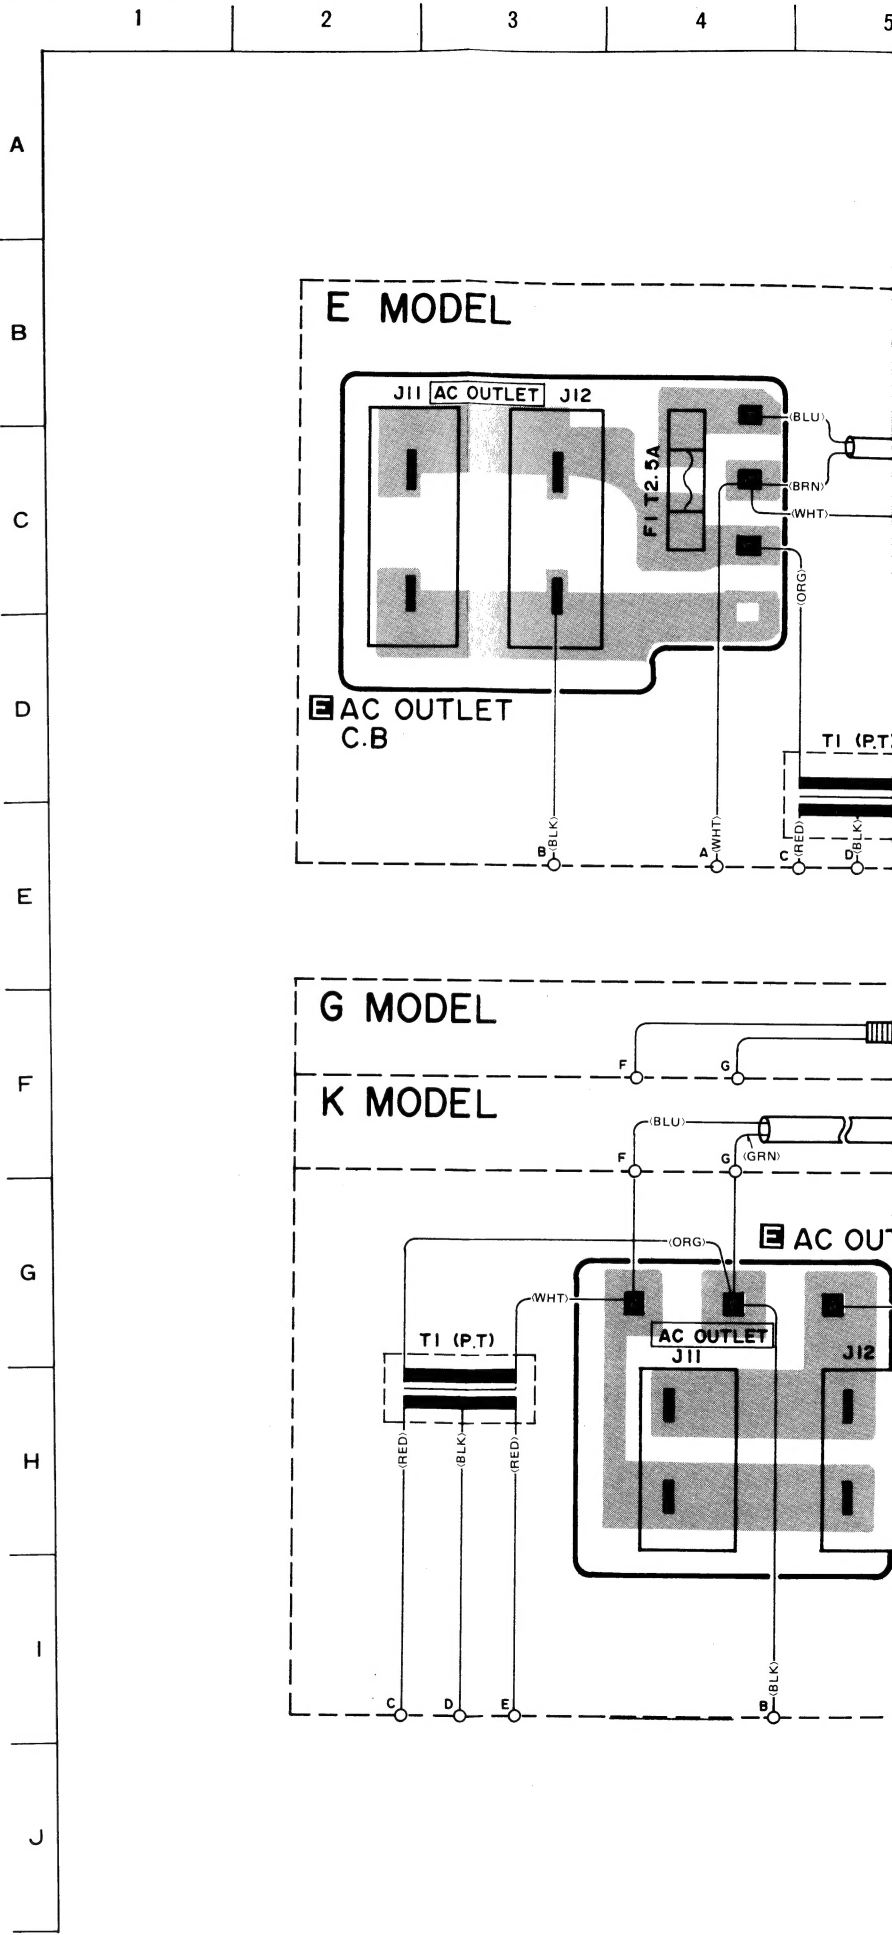 1 2 3 4 5
A
B
E MODEL
J11 AC OUTLET J12
(BLU)
F1 T2.5A
(BRN)
C
(WHT)
(ORG)
D
E AC OUTLET
C.B
T1 (P.T)
B (BLK)
A (WHT)
C (RED)
D (BLK)
E
G MODEL
F G
F
K MODEL
(BLU)
F G (GRN)
(ORG)
E AC OUT
G
(WHT)
T1 (P.T)
AC OUTLET
J11 J12
H
(RED) (BLK) (RED)
I
(BLK)
C D E B
J